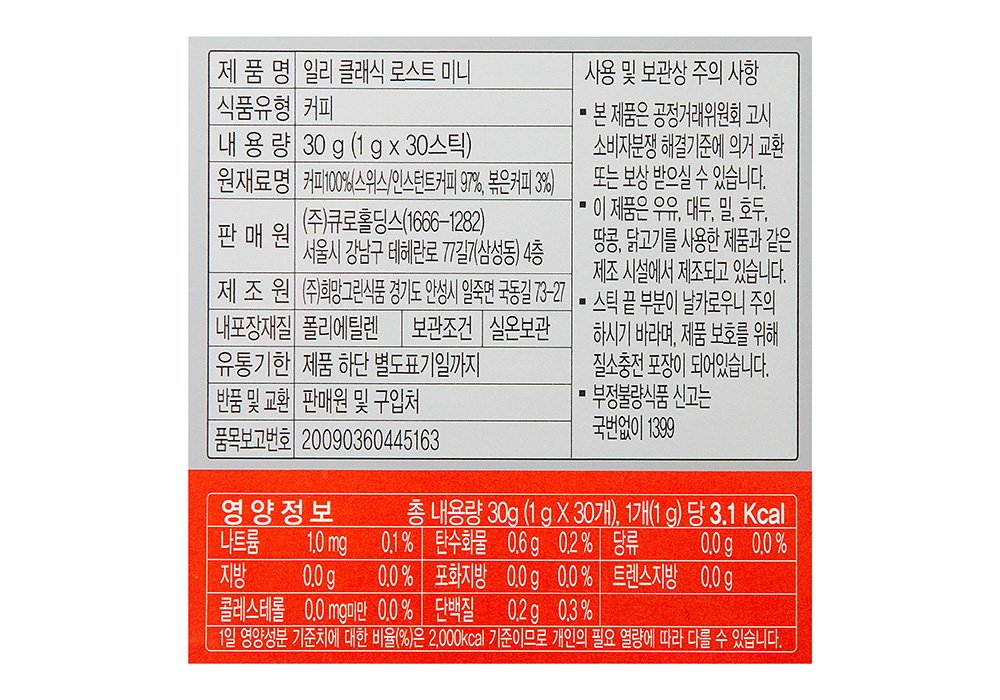 제 품 명 일리 클래식 로스트 미니
식품유형 커피
내 용 량 30 g (1 g x 30스틱)
원재료명 커피100%(스위스/인스턴트커피 97%, 볶은커피 3%)
판 매 원 (주)큐로홀딩스(1666-1282)
서울시 강남구 테헤란로 77길7(삼성동) 4층
제 조 원 (주)희망그린식품 경기도 안성시 일죽면 국동길 73-27
내포장재질 폴리에틸렌 보관조건 실온보관
유통기한 제품 하단 별도표기일까지
반품 및 교환 판매원 및 구입처
품목보고번호 20090360445163
사용 및 보관상 주의 사항
▪ 본 제품은 공정거래위원회 고시
소비자분쟁 해결기준에 의거 교환
또는 보상 받으실 수 있습니다.
▪ 이 제품은 우유, 대두, 밀, 호두,
땅콩, 닭고기를 사용한 제품과 같은
제조 시설에서 제조되고 있습니다.
▪ 스틱 끝 부분이 날카로우니 주의
하시기 바라며, 제품 보호를 위해
질소충전 포장이 되어있습니다.
▪ 부정불량식품 신고는
국번없이 1399
영양정보 총 내용량 30g (1 g X 30개), 1개(1 g) 당 3.1 Kcal
나트륨 1.0 mg 0.1 % 탄수화물 0.6 g 0.2 % 당류 0.0 g 0.0 %
지방 0.0 g 0.0 % 포화지방 0.0 g 0.0 % 트렌스지방 0.0 g
콜레스테롤 0.0 mg미만 0.0 % 단백질 0.2 g 0.3 %
1일 영양성분 기준치에 대한 비율(%)은 2,000kcal 기준이므로 개인의 필요 열량에 따라 다를 수 있습니다.